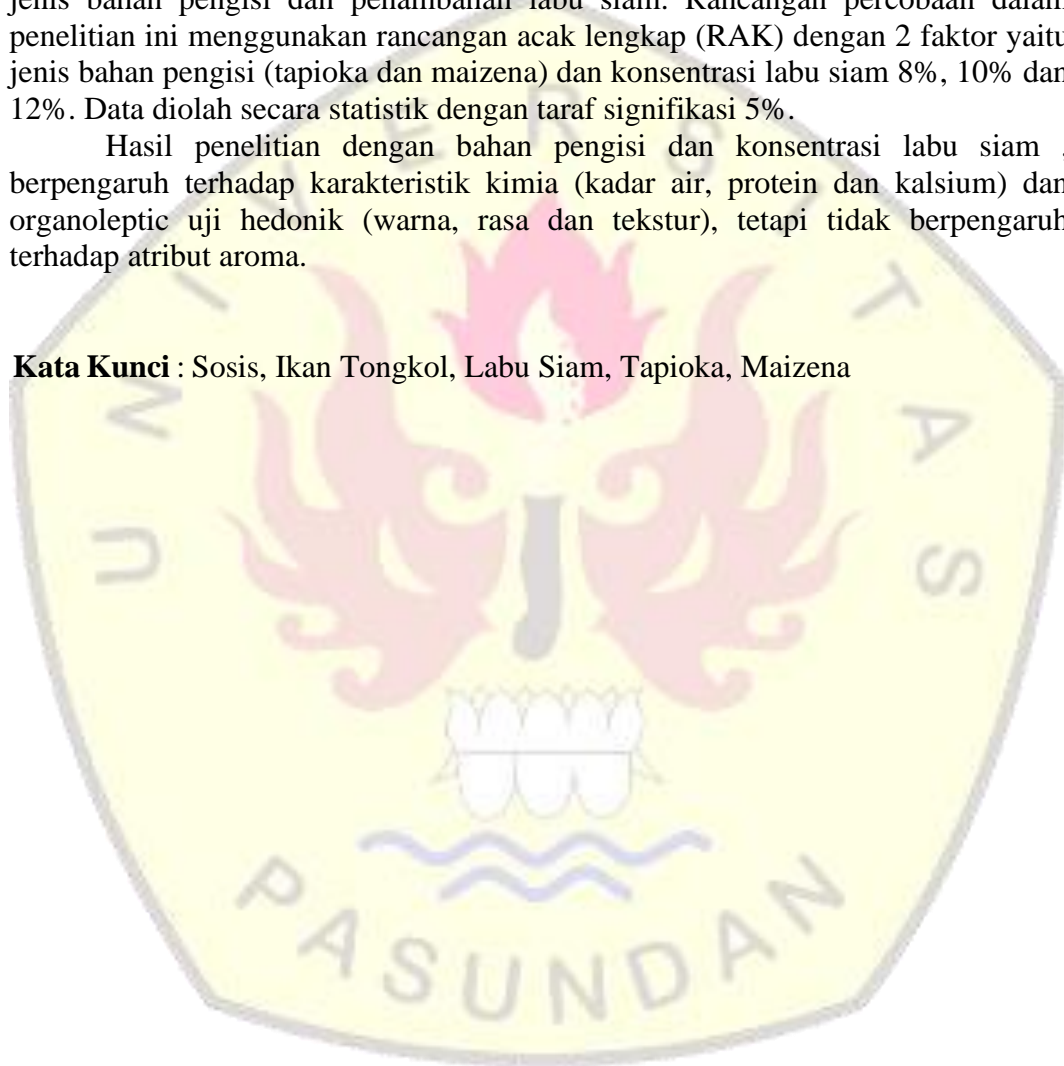 jenis bahan pengisi dan penambahan labu siam. Rancangan percobaan dalam
penelitian ini menggunakan rancangan acak lengkap (RAK) dengan 2 faktor yaitu
jenis bahan pengisi (tapioka dan maizena) dan konsentrasi labu siam 8%, 10% dan
12%. Data diolah secara statistik dengan taraf signifikasi 5%.
Hasil penelitian dengan bahan pengisi dan konsentrasi labu siam ,
berpengaruh terhadap karakteristik kimia (kadar air, protein dan kalsium) dan
organoleptic uji hedonik (warna, rasa dan tekstur), tetapi tidak berpengaruh
terhadap atribut aroma.
Kata Kunci : Sosis, Ikan Tongkol, Labu Siam, Tapioka, Maizena
UNIVERSITAS
PASUNDAN